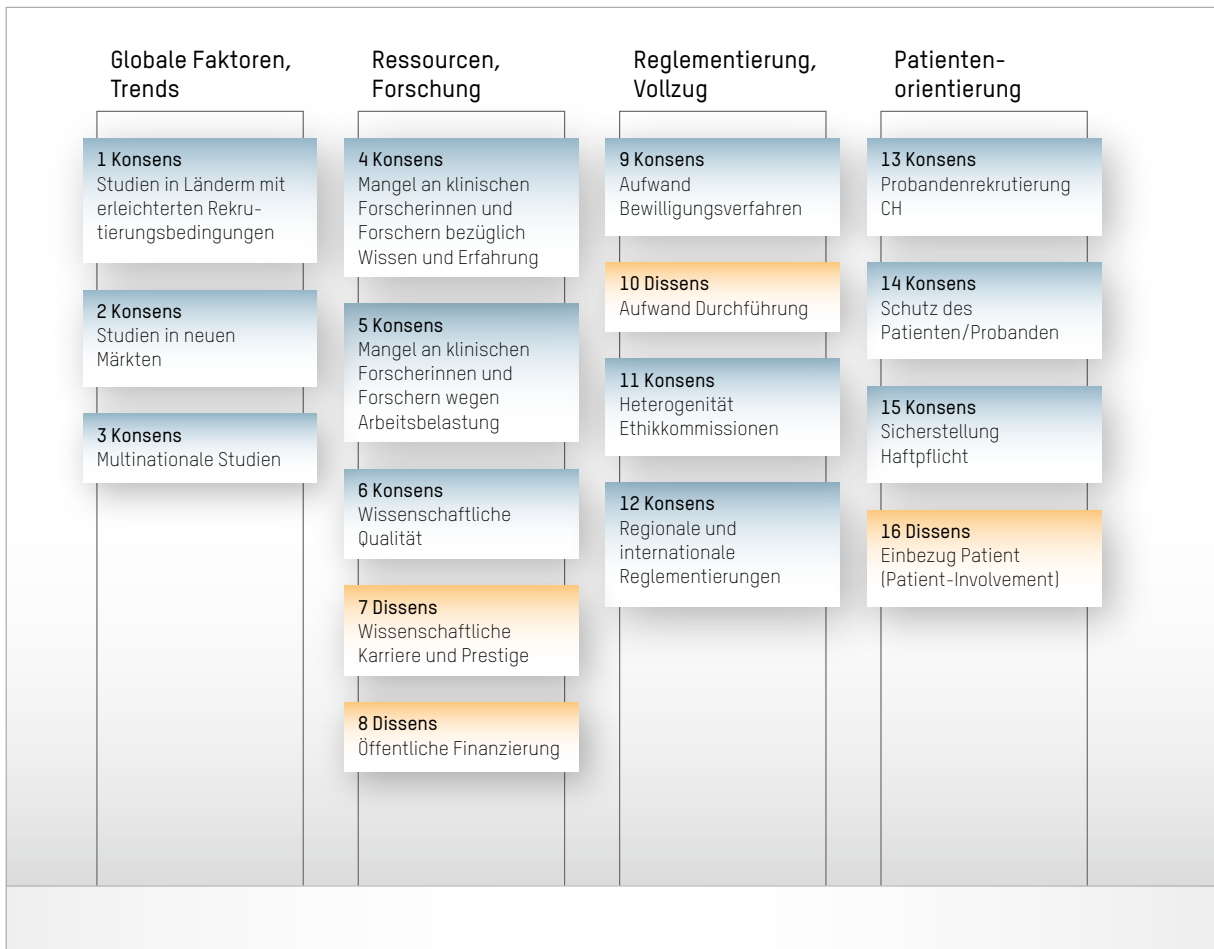 Globale Faktoren,
Trends
1 Konsens
Studien in Länderm mit
erleichterten Rekru-
tierungsbedingungen
2 Konsens
Studien in neuen
Märkten
3 Konsens
Multinationale Studien
Ressourcen,
Forschung
4 Konsens
Mangel an klinischen
Forscherinnen und
Forschern bezüglich
Wissen und Erfahrung
5 Konsens
Mangel an klinischen
Forscherinnen und
Forschern wegen
Arbeitsbelastung
6 Konsens
Wissenschaftliche
Qualität
7 Dissens
Wissenschaftliche
Karriere und Prestige
8 Dissens
Öffentliche Finanzierung
Reglementierung,
Vollzug
9 Konsens
Aufwand
Bewilligungsverfahren
10 Dissens
Aufwand Durchführung
11 Konsens
Heterogenität
Ethikkommissionen
12 Konsens
Regionale und
internationale
Reglementierungen
Patienten-
orientierung
13 Konsens
Probandenrekrutierung
CH
14 Konsens
Schutz des
Patienten/Probanden
15 Konsens
Sicherstellung
Haftpflicht
16 Dissens
Einbezug Patient
(Patient-Involvement)